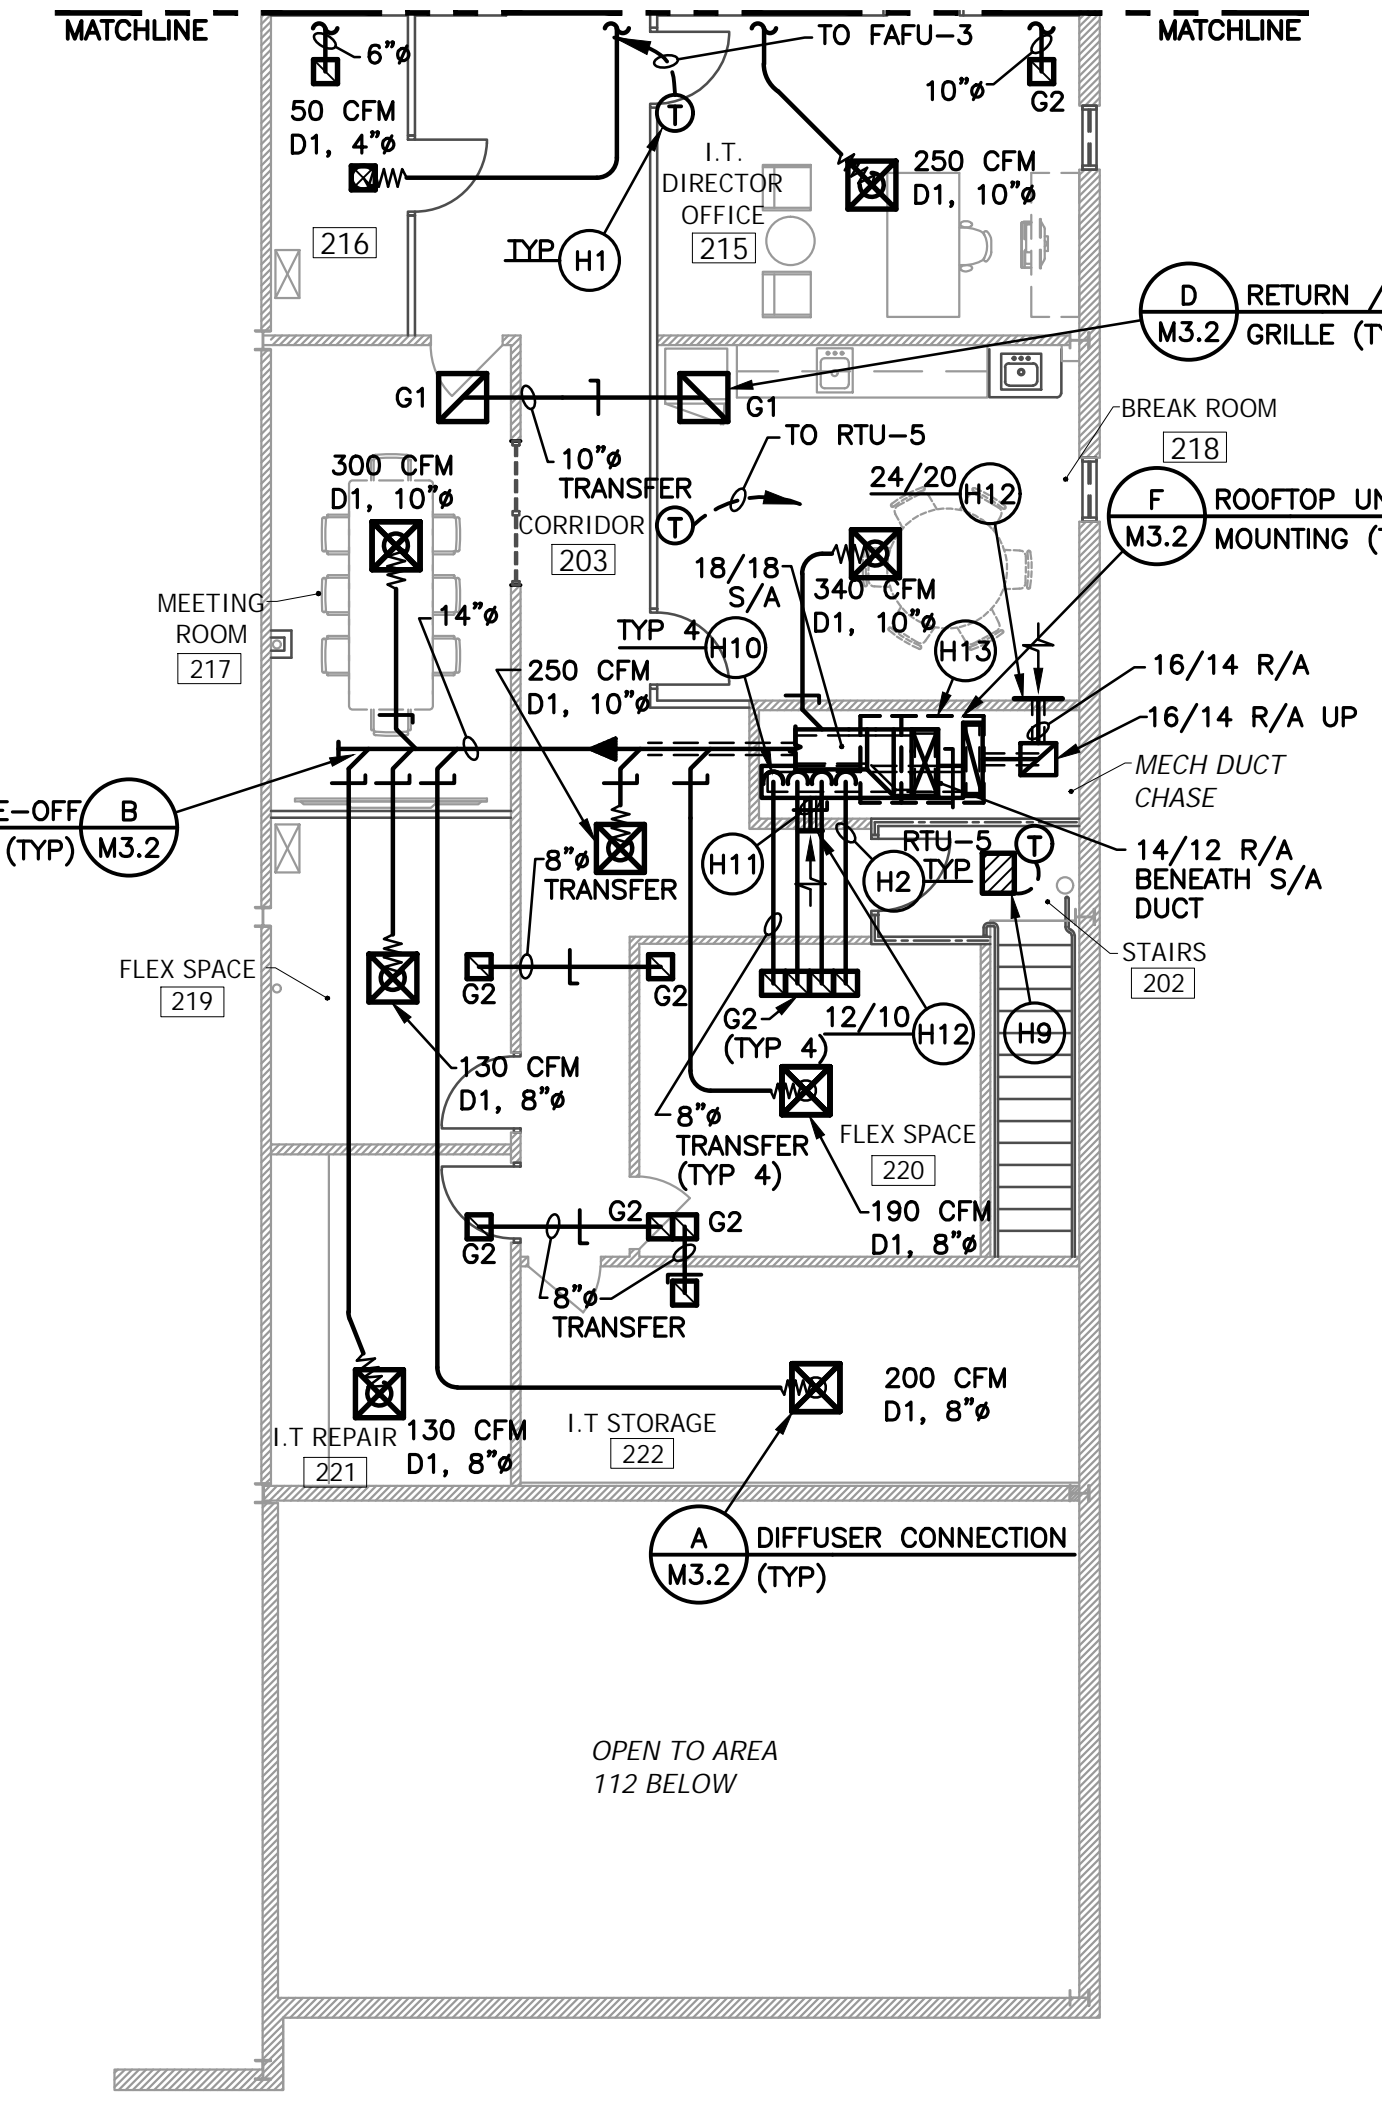 MATCHLINE
MATCHLINE
6"ø
TO FAFU-3
10"ø
G2
50 CFM
D1, 4"ø
T
I.T.
DIRECTOR
OFFICE
215
250 CFM
D1, 10"ø
216
TYP
H1
D
M3.2
RETURN /
GRILLE (TY
G1
G1
BREAK ROOM
218
TO RTU-5
10"ø
TRANSFER
300 CFM
D1, 10"ø
24/20
H12
F
M3.2
ROOFTOP UN
MOUNTING (T
CORRIDOR
203
T
18/18
S/A
340 CFM
D1, 10"ø
MEETING
ROOM
217
14"ø
TYP 4
H10
H13
250 CFM
D1, 10"ø
16/14 R/A
16/14 R/A UP
MECH DUCT
CHASE
E-OFF
(TYP)
B
M3.2
8"ø
TRANSFER
H11
H2
RTU-5
TYP
T
14/12 R/A
BENEATH S/A
DUCT
FLEX SPACE
219
G2
G2
STAIRS
202
G2
(TYP 4)
12/10
H12
H9
130 CFM
D1, 8"ø
8"ø
TRANSFER
(TYP 4)
FLEX SPACE
220
190 CFM
D1, 8"ø
G2
G2
G2
8"ø
TRANSFER
200 CFM
D1, 8"ø
I.T REPAIR
221
130 CFM
D1, 8"ø
I.T STORAGE
222
A
M3.2
DIFFUSER CONNECTION
(TYP)
OPEN TO AREA
112 BELOW